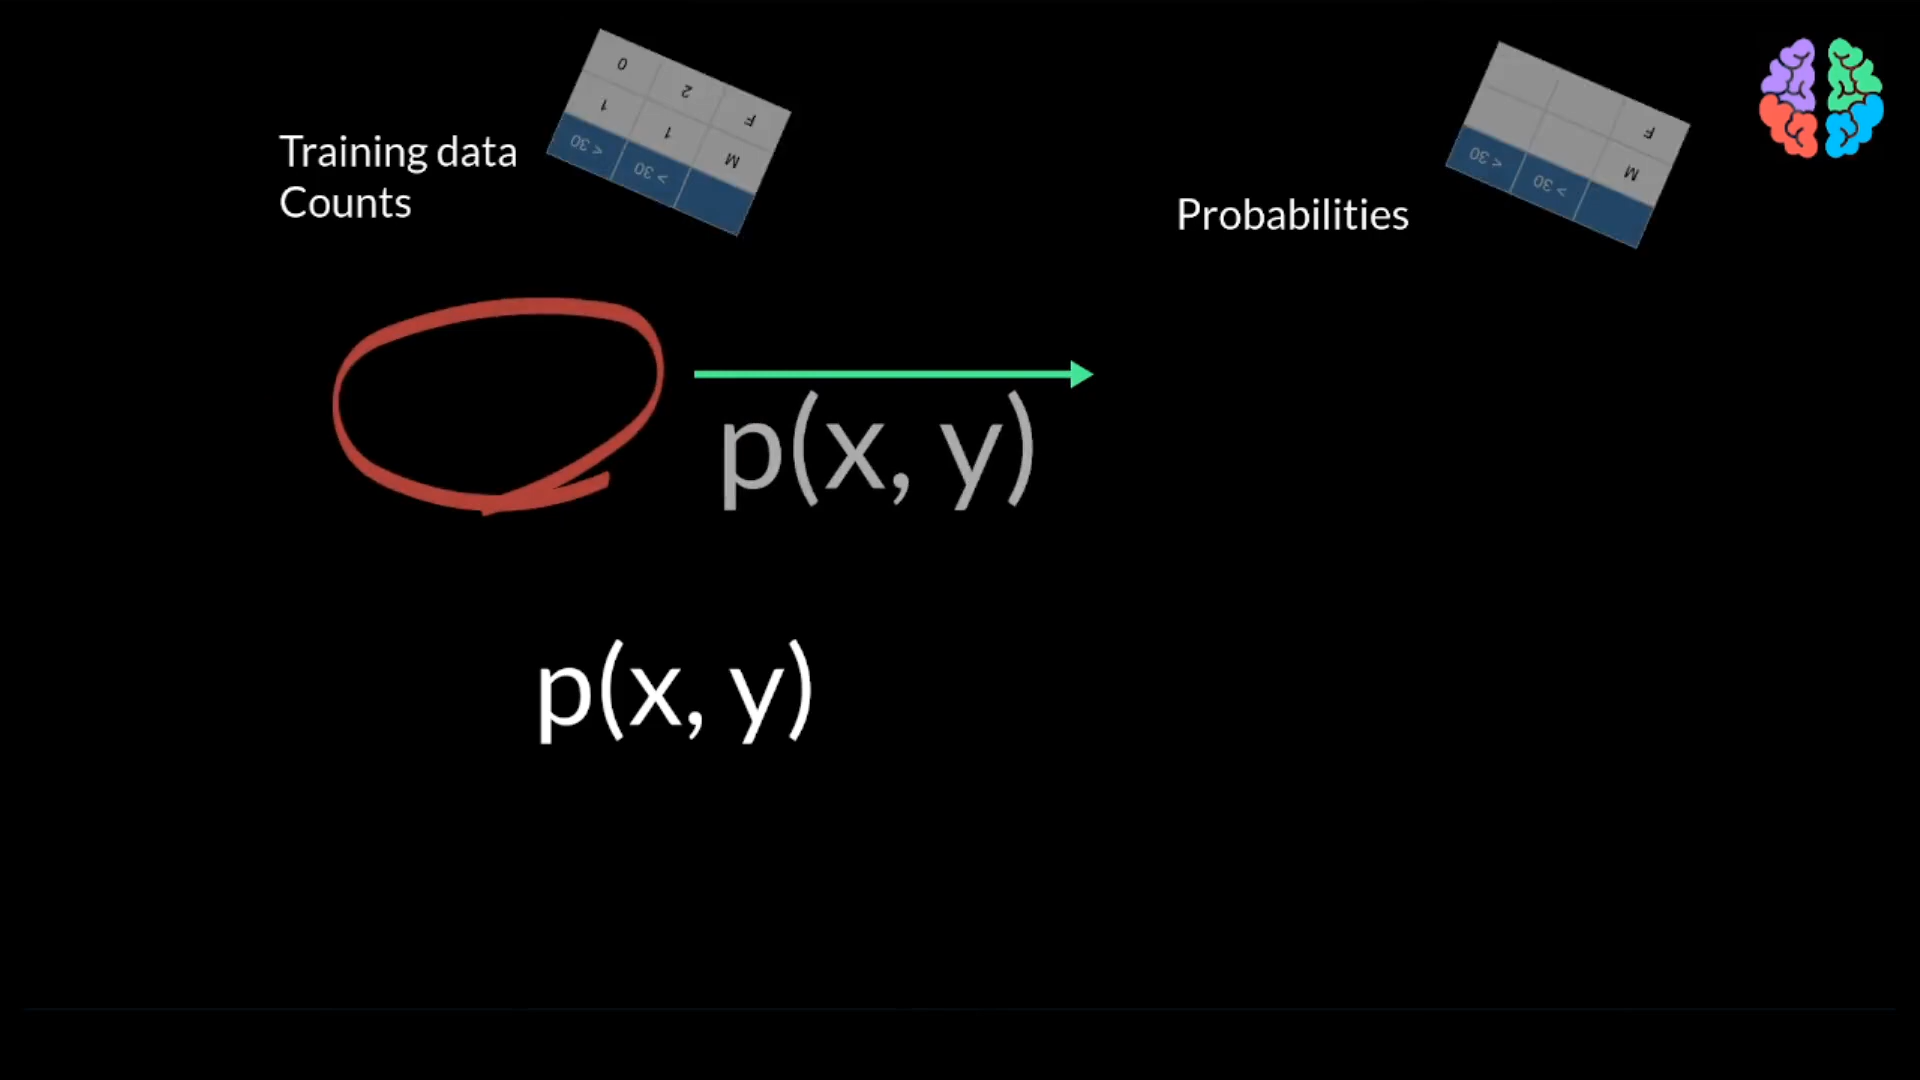 Training data
Counts
< 30 > 30
M 1 1
F 2 0
Probabilities
< 30 > 30
M
F
p(x, y)
p(x, y)